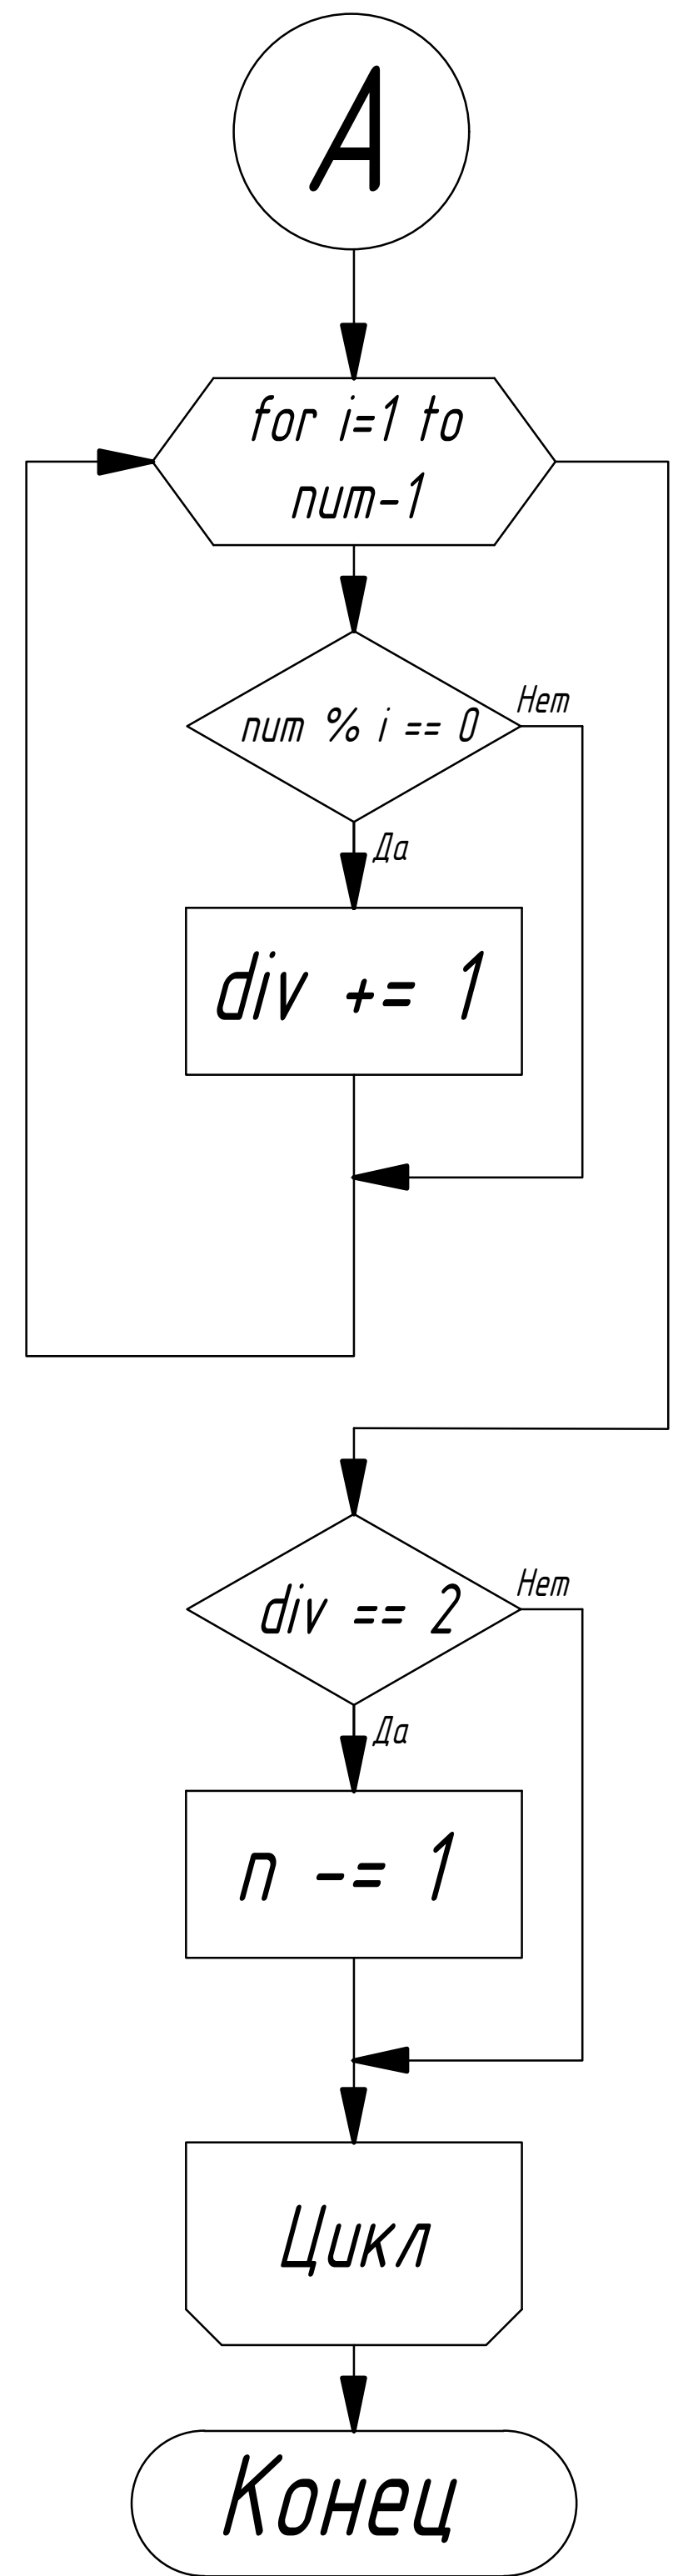 A
for i=1 to
num-1
num % i == 0
Нет
Да
div += 1
div == 2
Нет
Да
n -= 1
Цикл
Конец